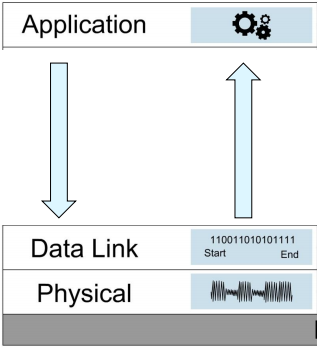 Application
Data Link
110011010101111
Start End
Physical